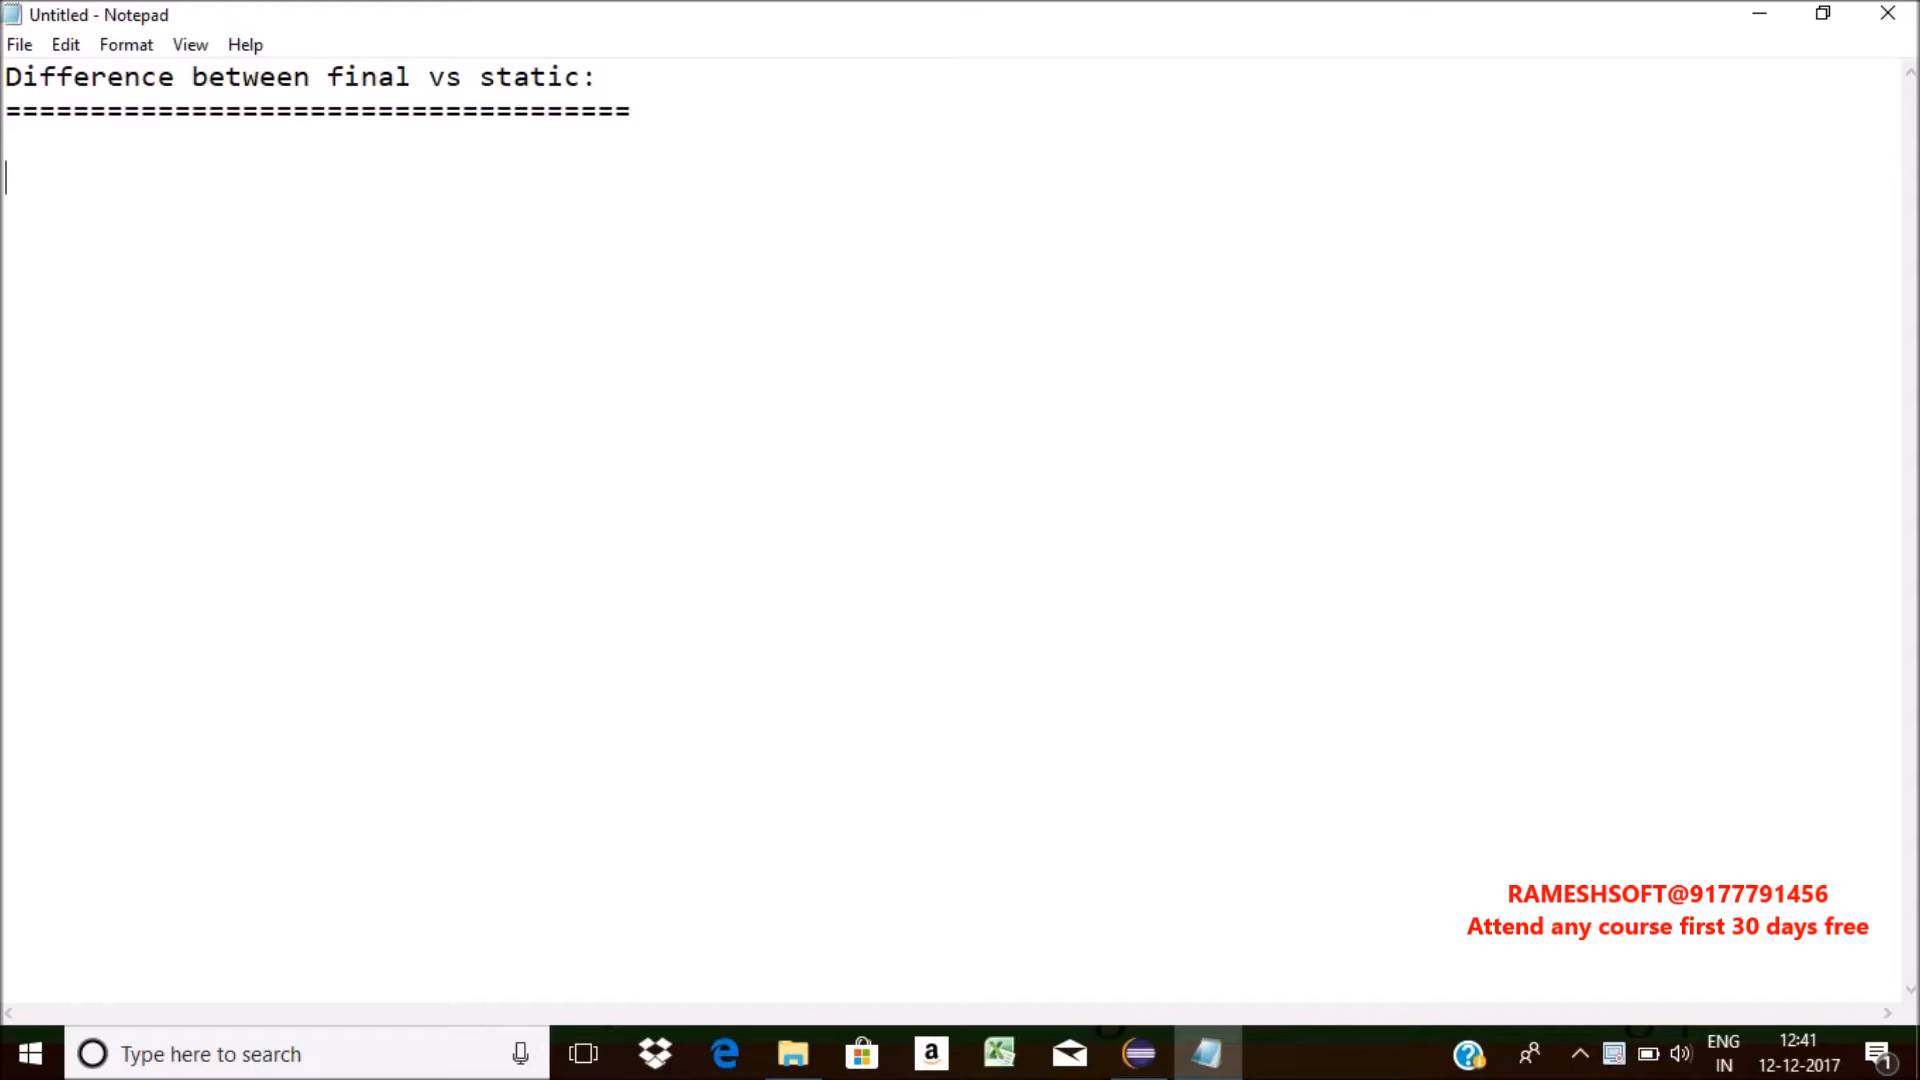 Untitled - Notepad
File Edit Format View Help
Difference between final vs static:
=====================================
RAMESHSOFT@9177791456
Attend any course first 30 days free
Type here to search
a
ENG
IN
12:41
12-12-2017
1